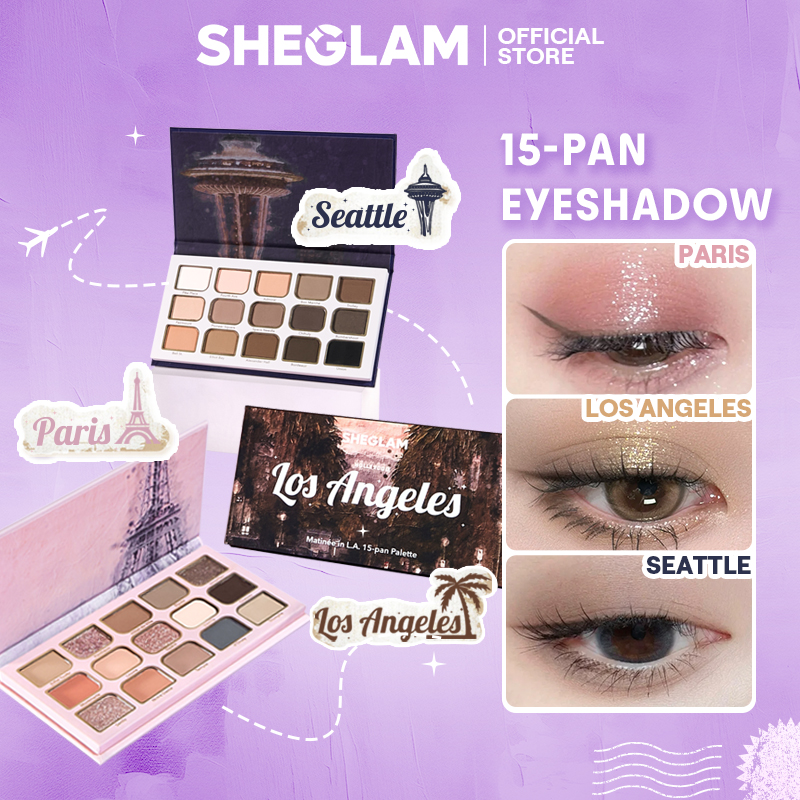 SHEGLAM
OFFICIAL
STORE
15-PAN
EYESHADOW
Seattle
PARIS
Paris
LOS ANGELES
SHEGLAM
Los Angeles
Matinée in L.A. 15-pan Palette
Los Angeles
SEATTLE